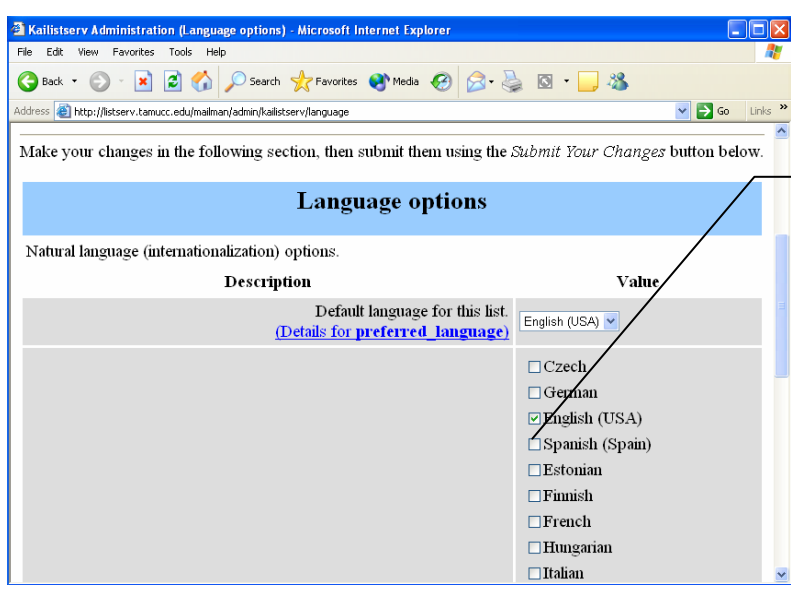 Kailistserv Administration (Language options) - Microsoft Internet Explorer
File Edit View Favorites Tools Help
Back Search Favorites Media
Address http://listserv.tamucc.edu/mailman/admin/kailistserv/language Go Links »
Make your changes in the following section, then submit them using the Submit Your Changes button below.
Language options
Natural language (internationalization) options.
Description Value
Default language for this list.
(Details for preferred_language)
English (USA)
Czech
German
English (USA)
Spanish (Spain)
Estonian
Finnish
French
Hungarian
Italian